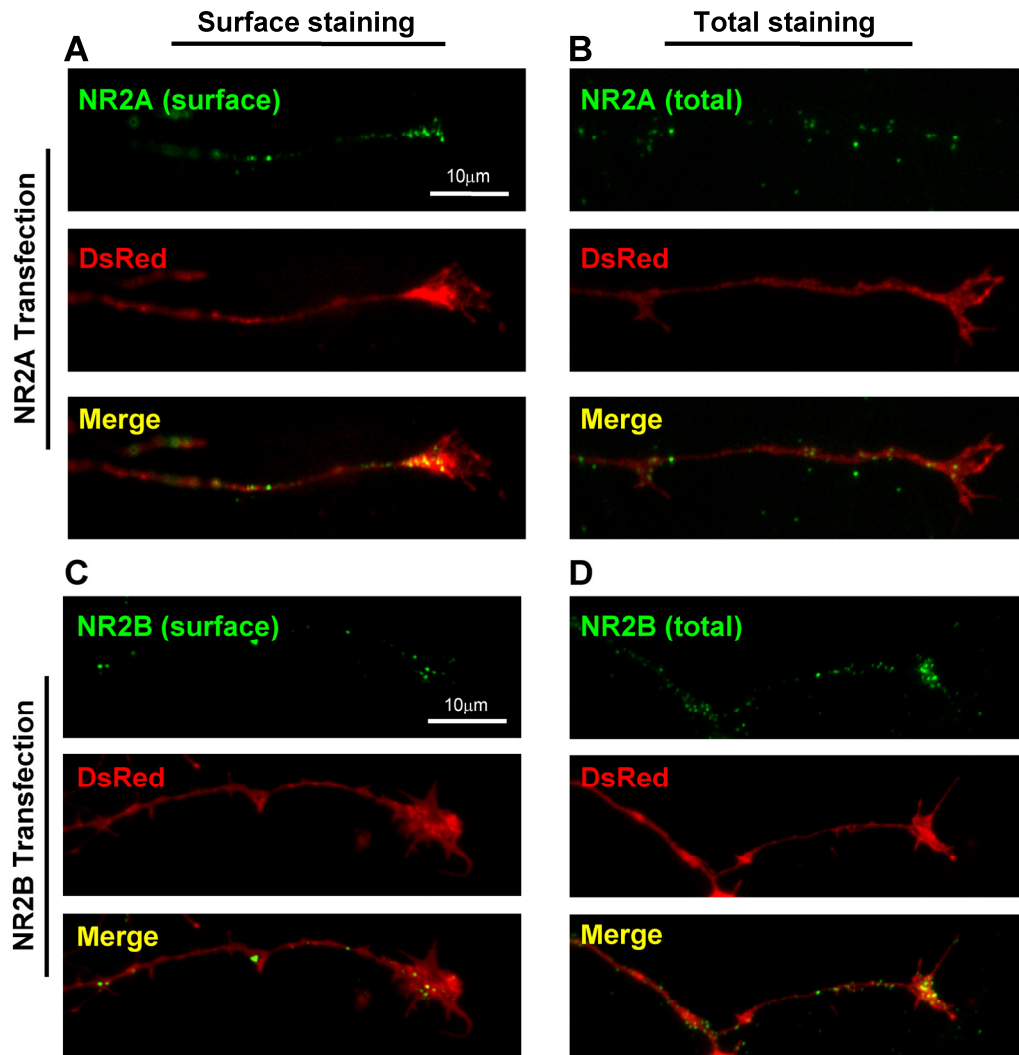 Surface staining
Total staining
A
B
NR2A Transfection
NR2A (surface)
10μm
DsRed
Merge
NR2A (total)
DsRed
Merge
C
D
NR2B Transfection
NR2B (surface)
10μm
DsRed
Merge
NR2B (total)
DsRed
Merge